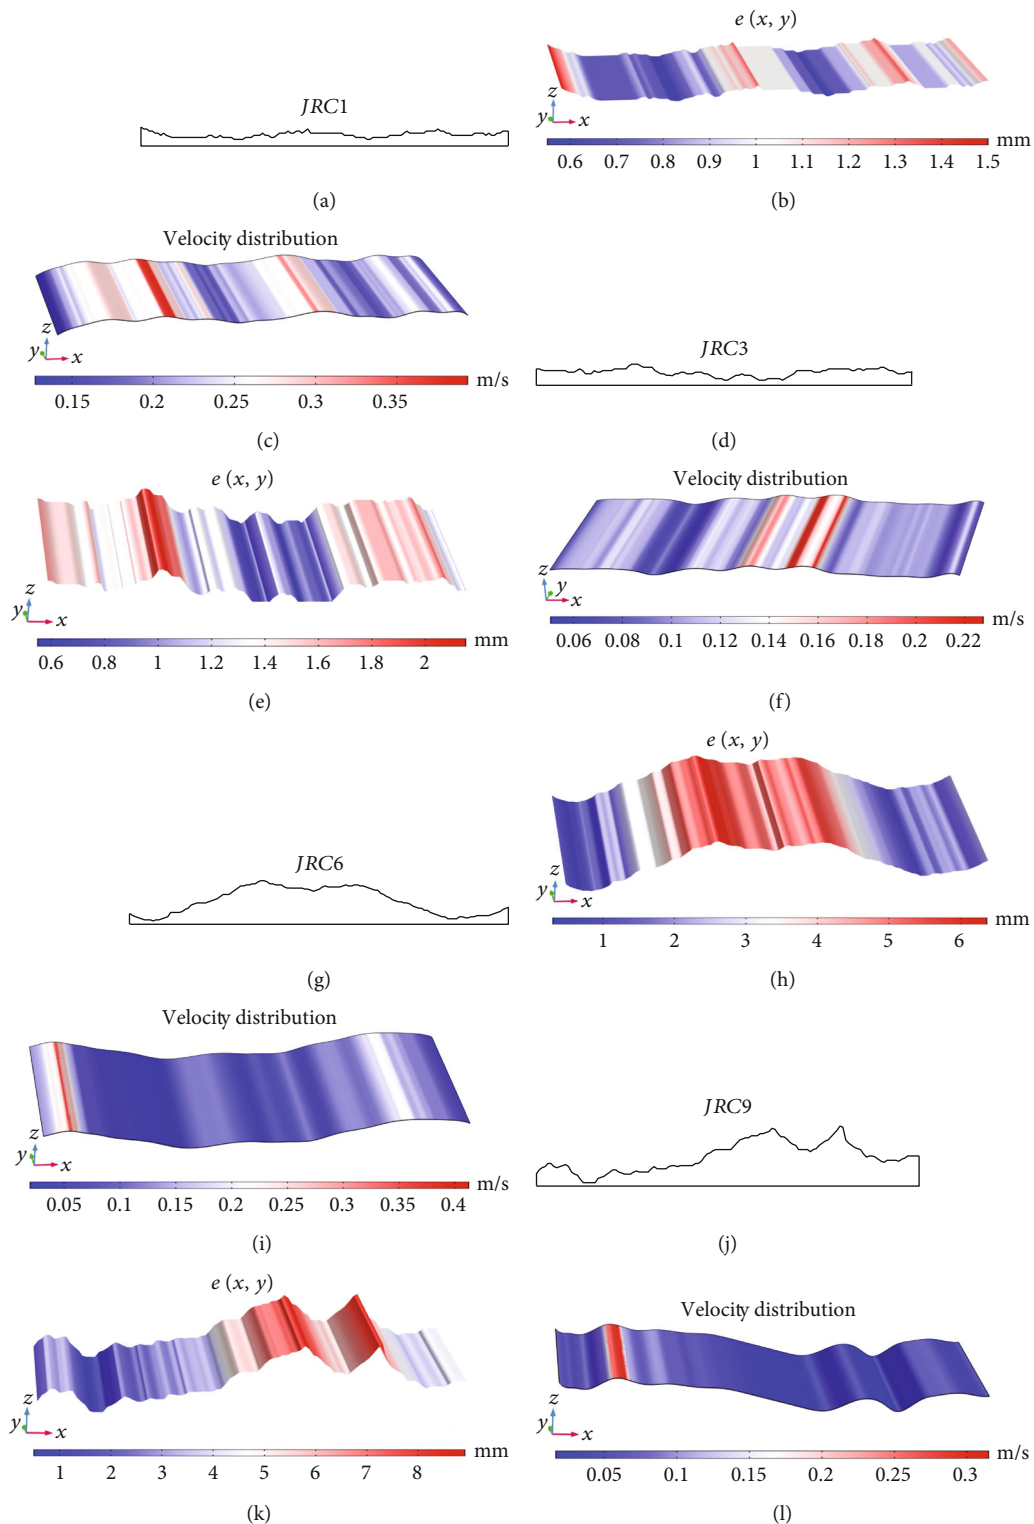 JRC1
(a)
e (x, y)
z
y
x
mm
0.6 0.7 0.8 0.9 1 1.1 1.2 1.3 1.4 1.5
(b)
Velocity distribution
z
y
x
m/s
0.15 0.2 0.25 0.3 0.35
(c)
JRC3
(d)
e (x, y)
z
y
x
mm
0.6 0.8 1 1.2 1.4 1.6 1.8 2
(e)
Velocity distribution
z
y
x
m/s
0.06 0.08 0.1 0.12 0.14 0.16 0.18 0.2 0.22
(f)
JRC6
(g)
e (x, y)
z
y
x
mm
1 2 3 4 5 6
(h)
Velocity distribution
z
y
x
m/s
0.05 0.1 0.15 0.2 0.25 0.3 0.35 0.4
(i)
JRC9
(j)
e (x, y)
z
y
x
mm
1 2 3 4 5 6 7 8
(k)
Velocity distribution
z
y
x
m/s
0.05 0.1 0.15 0.2 0.25 0.3
(l)